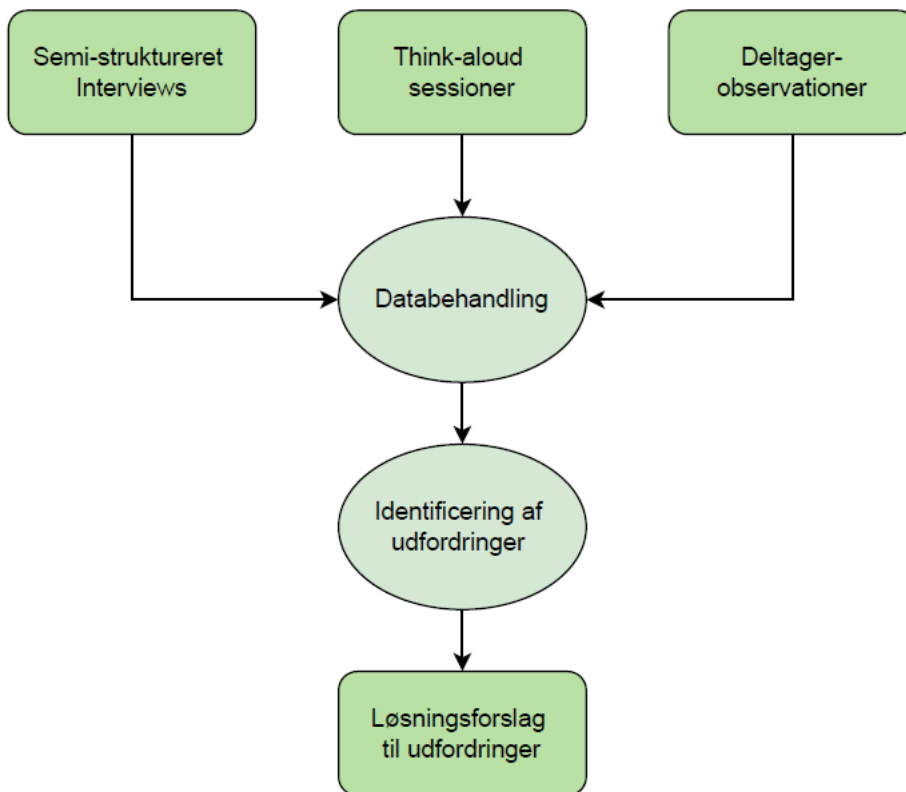 Semi-struktureret
Interviews
Think-aloud
sessioner
Deltager-
observationer
Databehandling
Identificering af
udfordringer
Løsningsforslag
til udfordringer